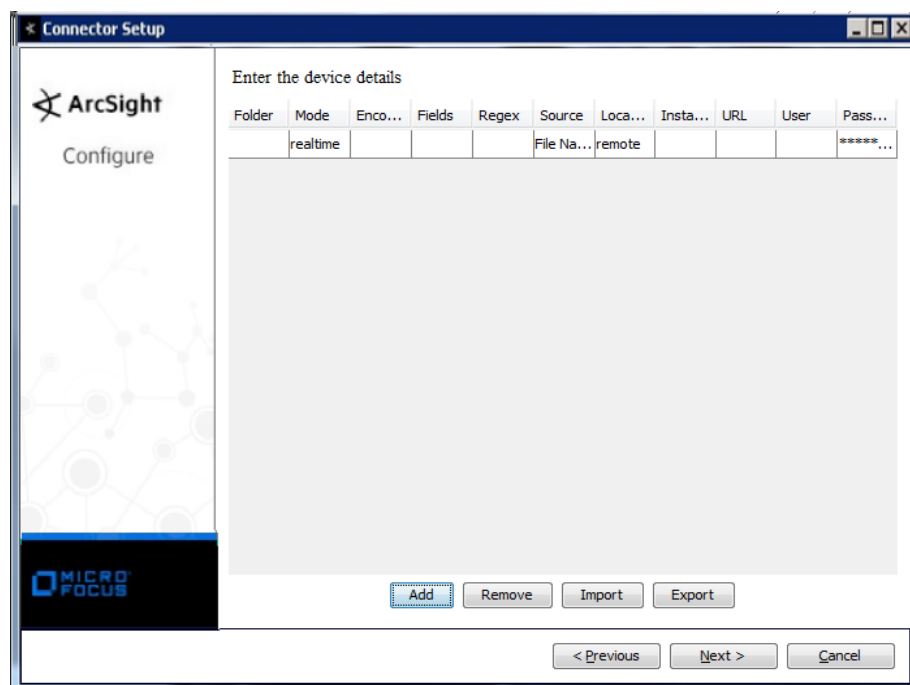 Connector Setup
ArcSight
Configure
Enter the device details
Folder Mode Enco... Fields Regex Source Loca... Insta... URL User Pass...
realtime File Na... remote *****...
Add Remove Import Export
MICRO
FOCUS
< Previous Next > Cancel